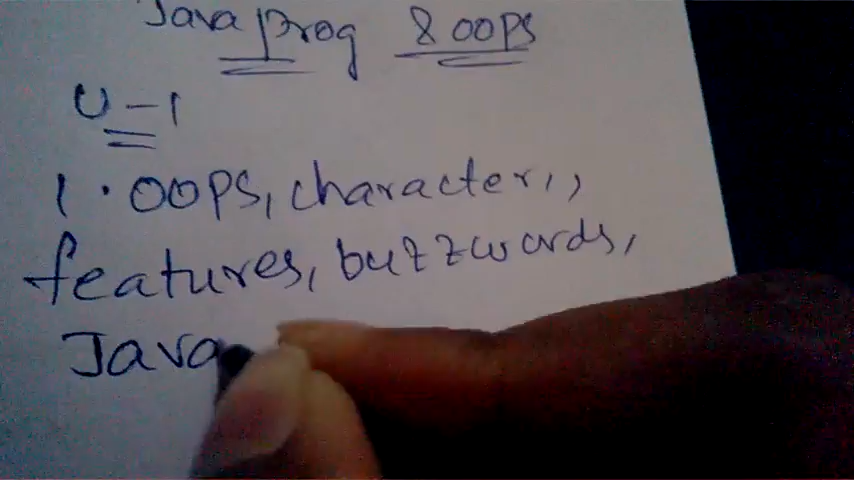 Java prog & oops
U-1
1. OOPS, character,,
features, buzzwords,
Java